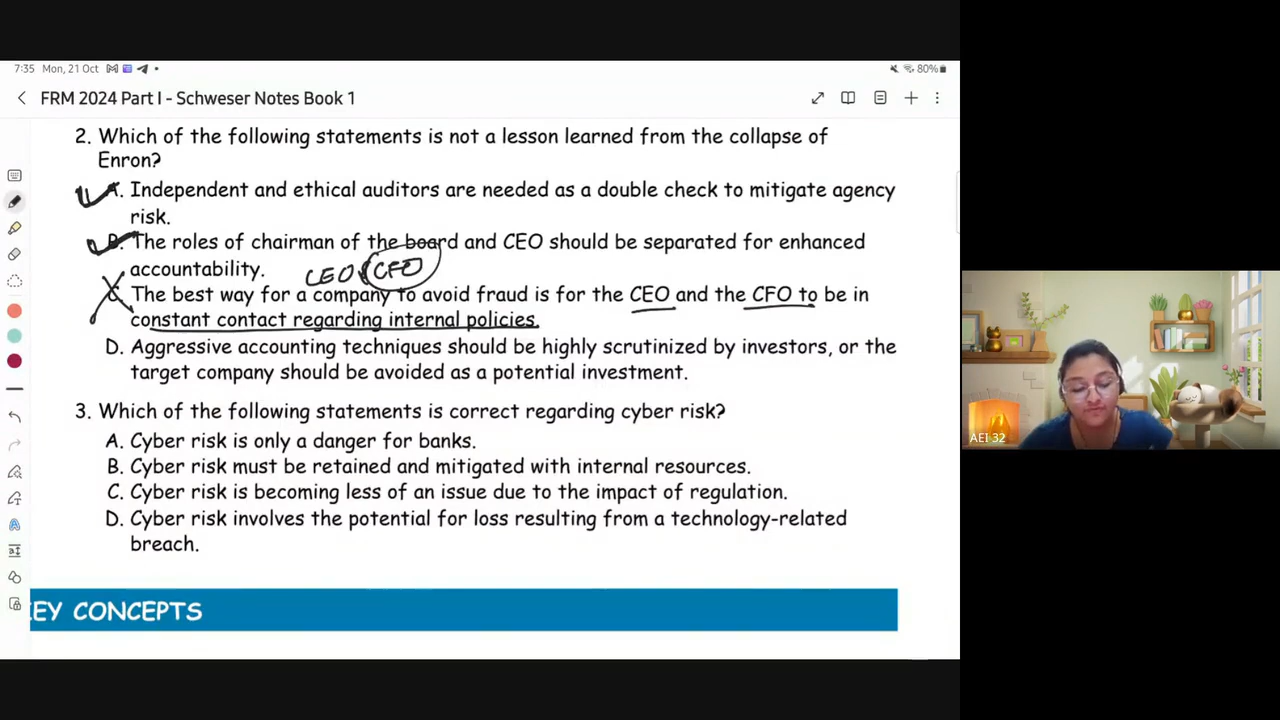 7:35 Mon, 21 Oct
80%
FRM 2024 Part I - Schweser Notes Book 1
2. Which of the following statements is not a lesson learned from the collapse of
Enron?
A. Independent and ethical auditors are needed as a double check to mitigate agency
risk.
B. The roles of chairman of the board and CEO should be separated for enhanced
accountability. CEO CFO
C. The best way for a company to avoid fraud is for the CEO and the CFO to be in
constant contact regarding internal policies.
D. Aggressive accounting techniques should be highly scrutinized by investors, or the
target company should be avoided as a potential investment.
3. Which of the following statements is correct regarding cyber risk?
A. Cyber risk is only a danger for banks.
B. Cyber risk must be retained and mitigated with internal resources.
C. Cyber risk is becoming less of an issue due to the impact of regulation.
D. Cyber risk involves the potential for loss resulting from a technology-related
breach.
EY CONCEPTS
AEI 32